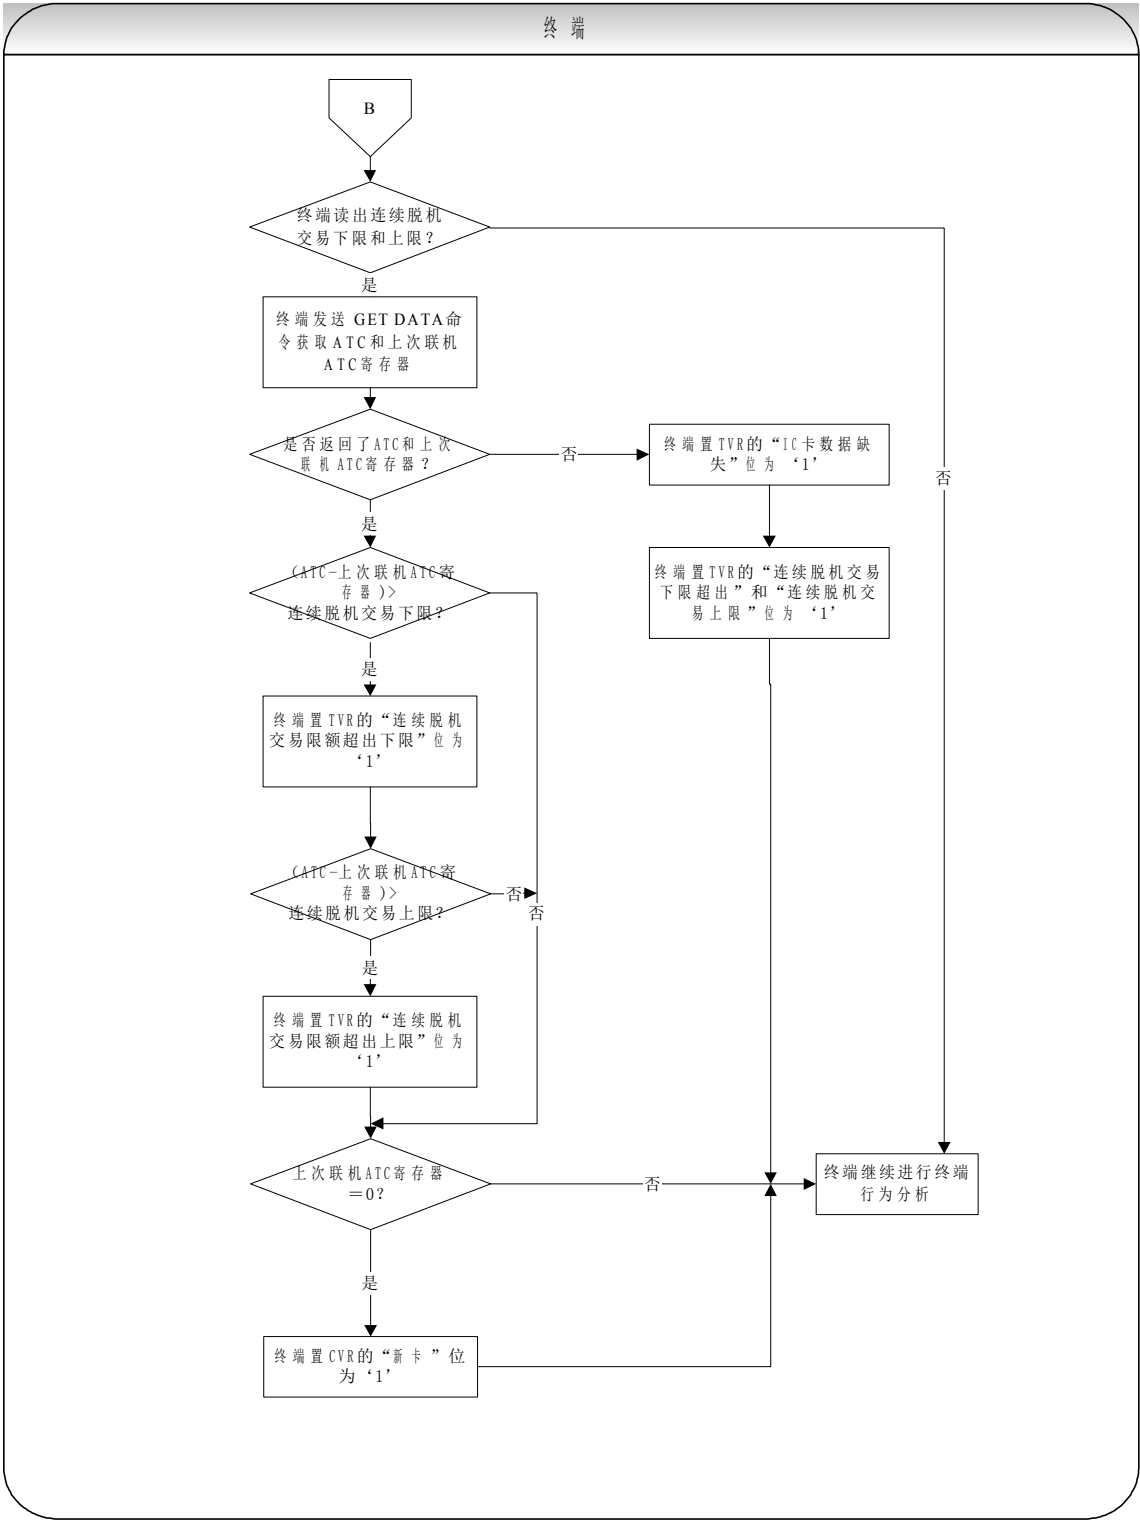 终端
B
终端读出连续脱机
交易下限和上限？
是
终端发送 GET DATA命
令获取ATC和上次联机
ATC寄存器
是否返回了ATC和上次
联机ATC寄存器？
否
终端置TVR的“IC卡数据缺
失”位为‘1’
否
是
(ATC-上次联机ATC寄
存器)>
连续脱机交易下限？
终端置TVR的“连续脱机交易
下限超出”和“连续脱机交
易上限”位为‘1’
是
终端置TVR的“连续脱机
交易限额超出下限”位为
‘1’
(ATC-上次联机ATC寄
存器)>
连续脱机交易上限？
否
否
是
终端置TVR的“连续脱机
交易限额超出上限”位为
‘1’
上次联机ATC寄存器
＝0？
否
终端继续进行终端
行为分析
是
终端置CVR的“新卡”位
为‘1’